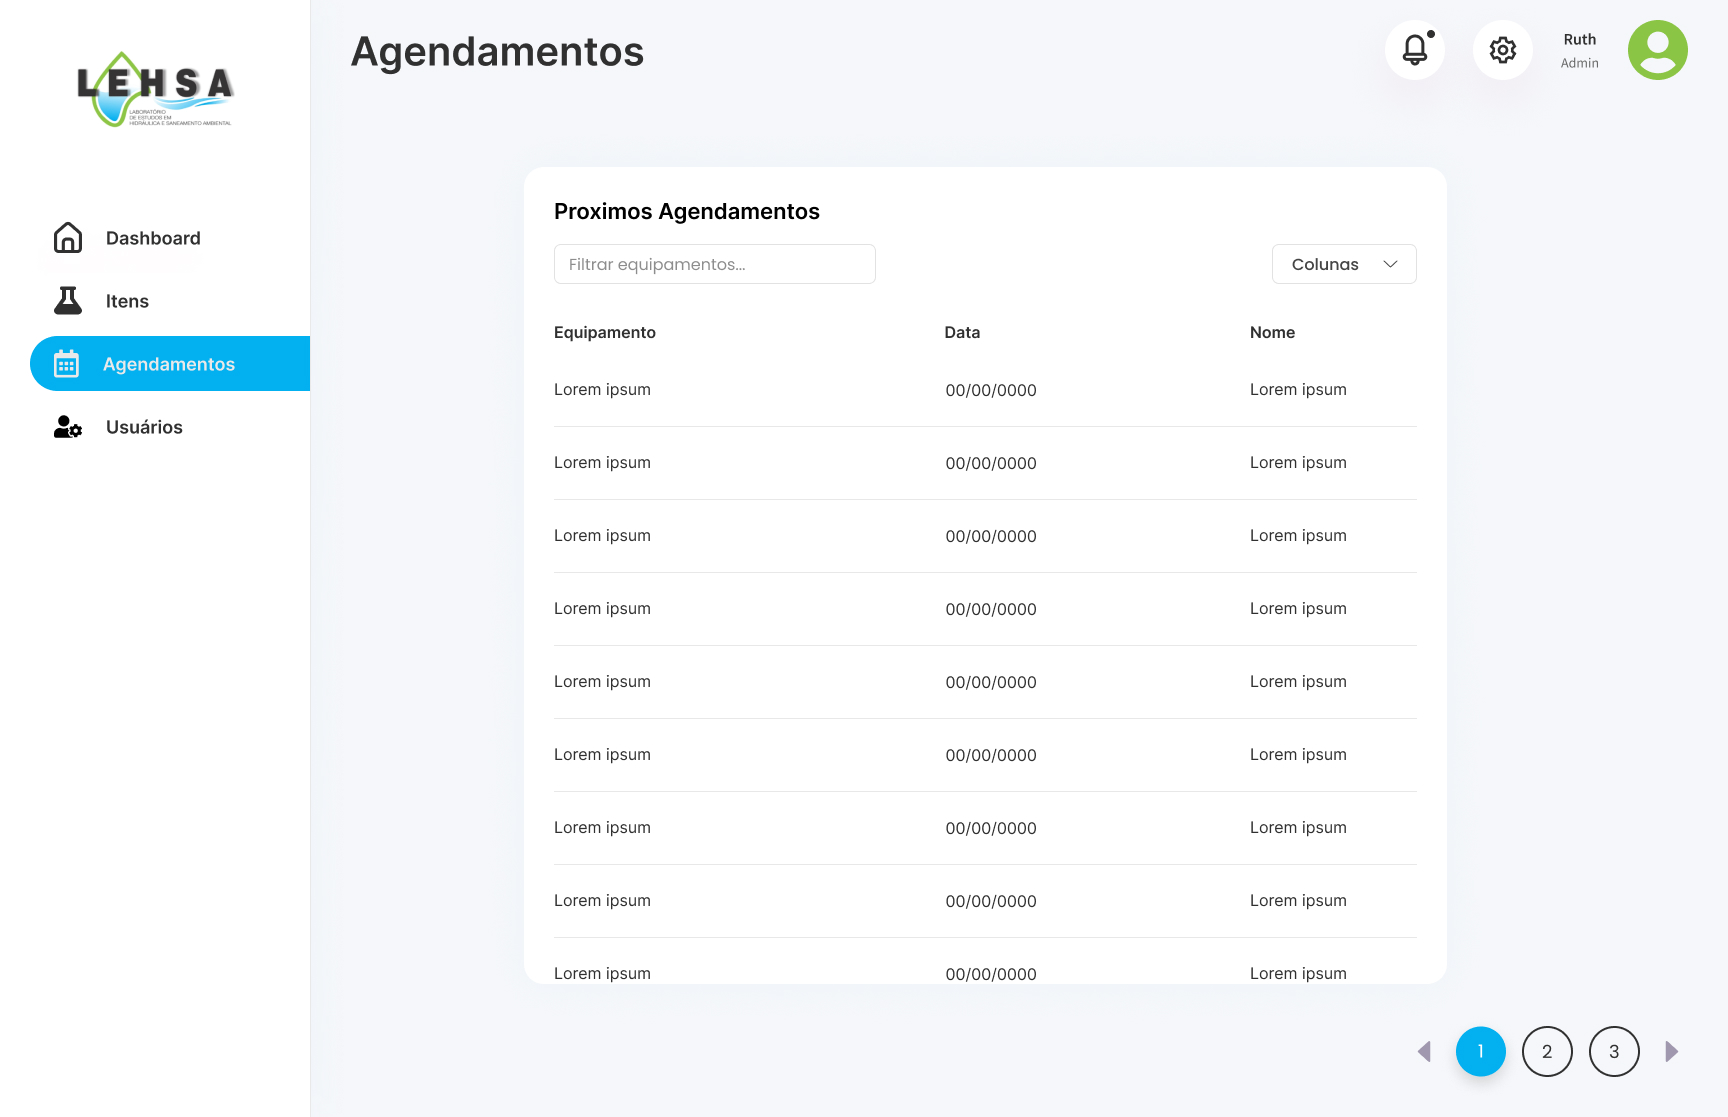 LEHSA
LABORATÓRIO
DE ESTUDOS EM
HIDRÁULICA E SANEAMENTO AMBIENTAL
Dashboard
Itens
Agendamentos
Usuários
Agendamentos
Ruth
Admin
Proximos Agendamentos
Filtrar equipamentos...
Colunas
Equipamento Data Nome
Lorem ipsum 00/00/0000 Lorem ipsum
Lorem ipsum 00/00/0000 Lorem ipsum
Lorem ipsum 00/00/0000 Lorem ipsum
Lorem ipsum 00/00/0000 Lorem ipsum
Lorem ipsum 00/00/0000 Lorem ipsum
Lorem ipsum 00/00/0000 Lorem ipsum
Lorem ipsum 00/00/0000 Lorem ipsum
Lorem ipsum 00/00/0000 Lorem ipsum
Lorem ipsum 00/00/0000 Lorem ipsum
1 2 3